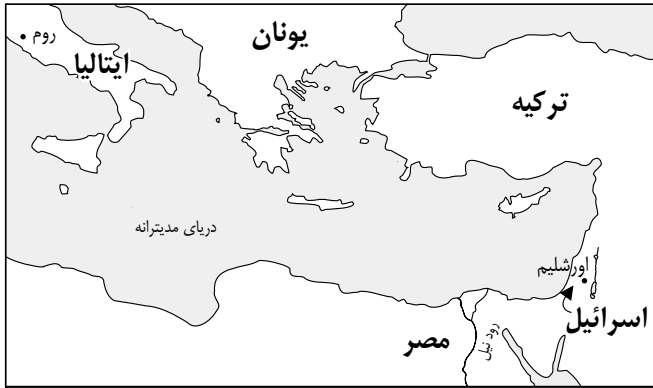 یونان
روم
ایتالیا
ترکیه
دریای مدیترانه
اورشلیم
اسرائیل
مصر
رود نیل